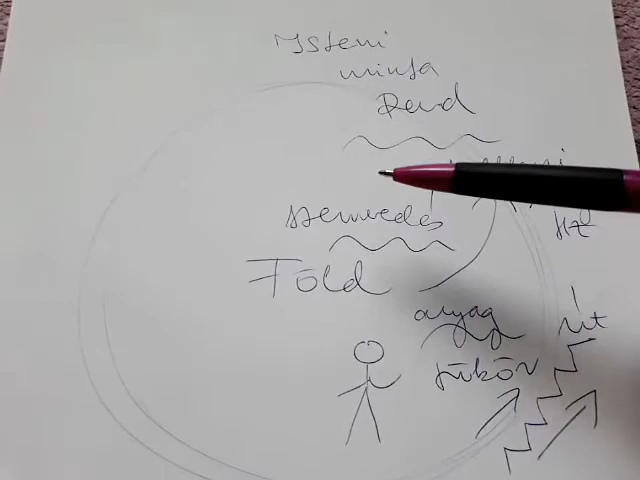 Isteni
minta
Rend
szenvedés
Föld
anyag
út
tükör